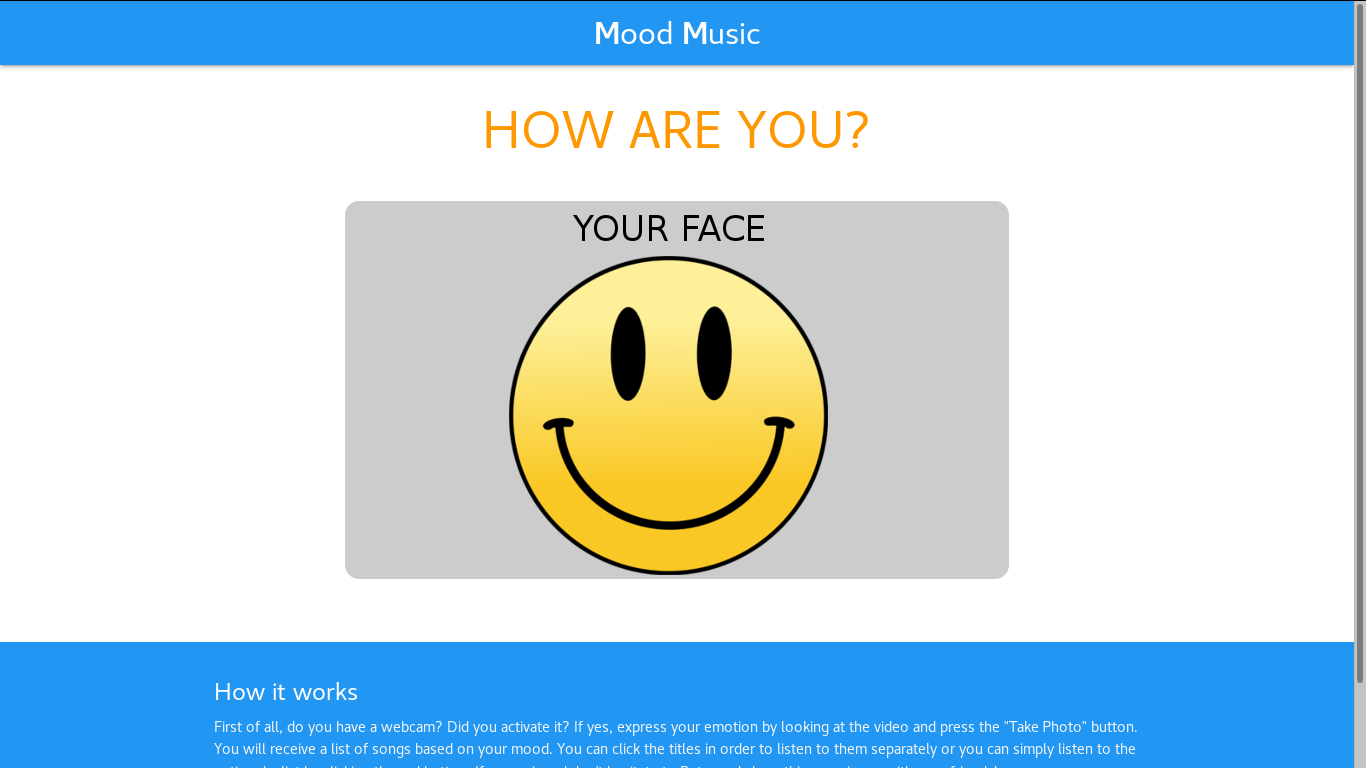 Mood Music
HOW ARE YOU?
YOUR FACE
How it works
First of all, do you have a webcam? Did you activate it? If yes, express your emotion by looking at the video and press the "Take Photo" button.
You will receive a list of songs based on your mood. You can click the titles in order to listen to them separately or you can simply listen to the